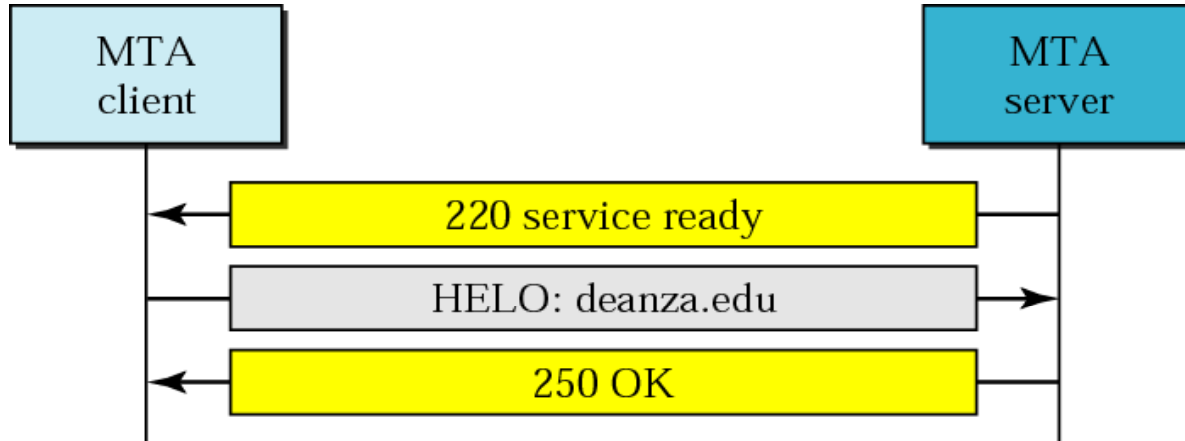 MTA
client
MTA
server
220 service ready
HELO: deanza.edu
250 OK